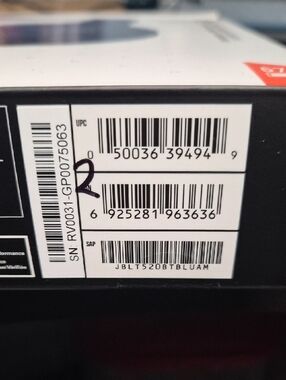 UPC
0 50036 39494 9
2
6 925281 963636
SAP
JBLT520BTBLUAM
SN RV0031-GP0075063